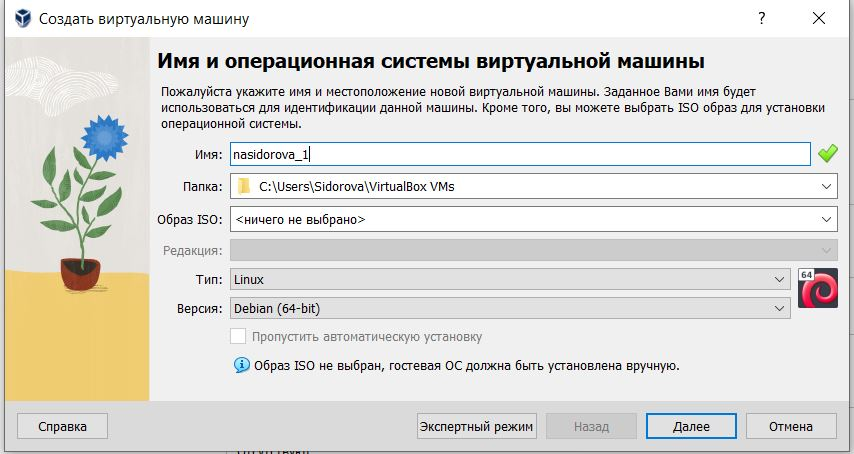 Создать виртуальную машину
Имя и операционная системы виртуальной машины
Пожалуйста укажите имя и местоположение новой виртуальной машины. Заданное Вами имя будет
использоваться для идентификации данной машины. Кроме того, вы можете выбрать ISO образ для установки
операционной системы.
Имя: nasidorova_1
Папка: C:\Users\Sidorova\VirtualBox VMs
Образ ISO: <ничего не выбрано>
Редакция:
Тип: Linux
64
Версия: Debian (64-bit)
Пропустить автоматическую установку
Образ ISO не выбран, гостевая ОС должна быть установлена вручную.
Справка Экспертный режим Назад Далее Отмена